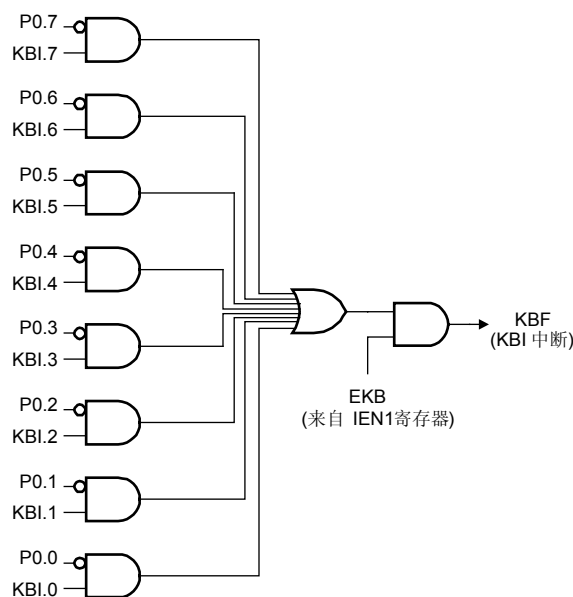 P0.7
KBI.7
P0.6
KBI.6
P0.5
KBI.5
P0.4
KBI.4
P0.3
KBI.3
P0.2
KBI.2
P0.1
KBI.1
P0.0
KBI.0
KBF
(KBI 中断)
EKB
(来自 IEN1寄存器)